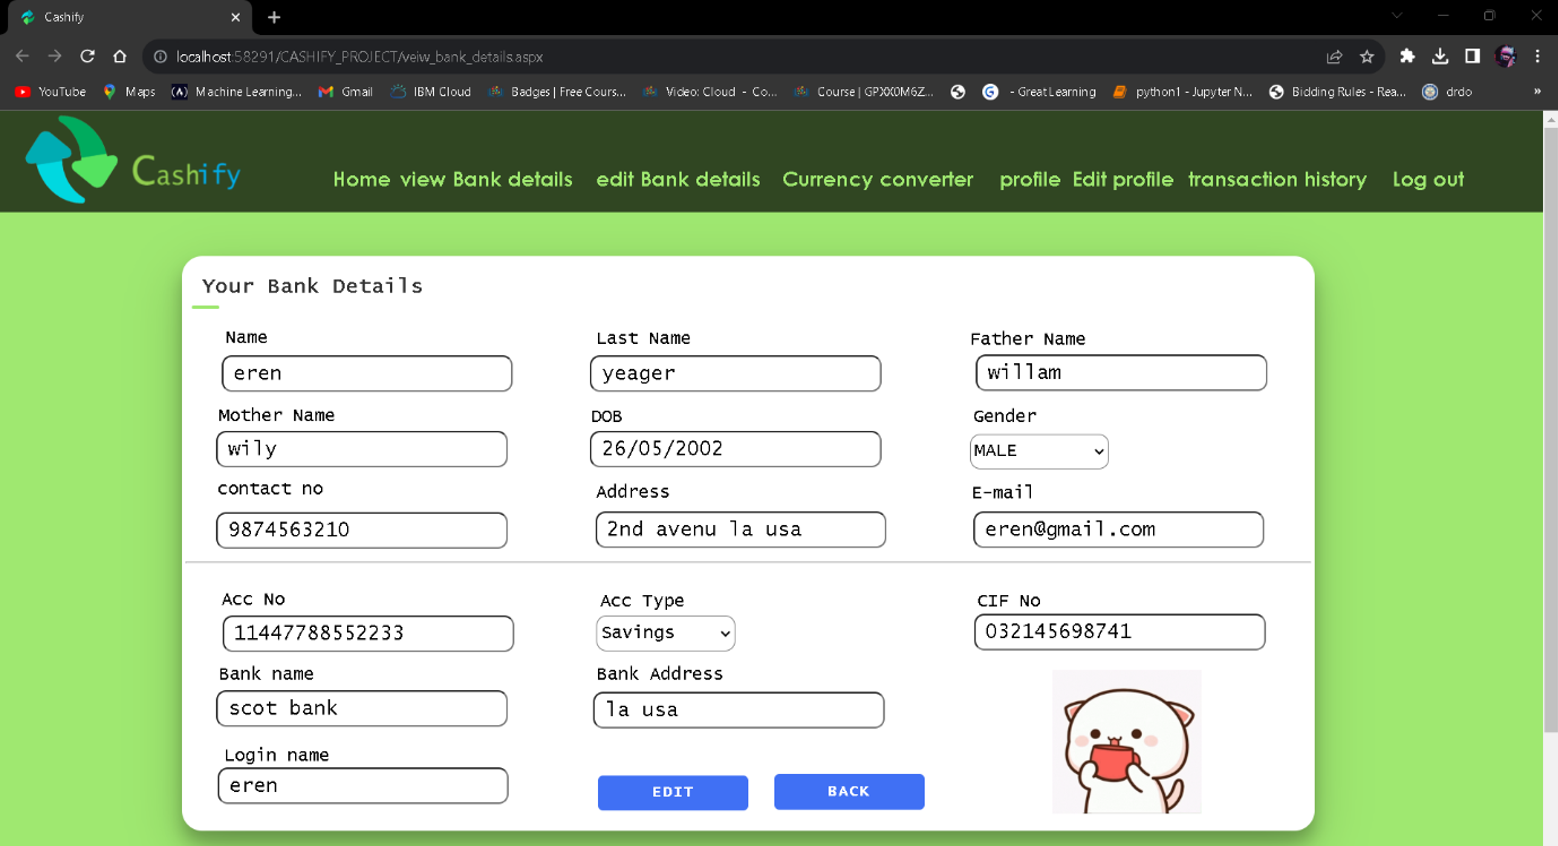 Cashify
localhost:58291/CASHIFY_PROJECT/veiw_bank_details.aspx
YouTube Maps Machine Learning... Gmail IBM Cloud Badges | Free Cours... Video: Cloud - Co... Course | GPXX0M6Z... - Great Learning python1 - Jupyter N... Bidding Rules - Rea... drdo »
Cashify
Home view Bank details edit Bank details Currency converter profile Edit profile transaction history Log out
Your Bank Details
Name Last Name Father Name
eren yeager willam
Mother Name DOB Gender
wily 26/05/2002 MALE
contact no Address E-mail
9874563210 2nd avenu la usa eren@gmail.com
Acc No Acc Type CIF No
11447788552233 Savings 032145698741
Bank name Bank Address
scot bank la usa
Login name
eren EDIT BACK